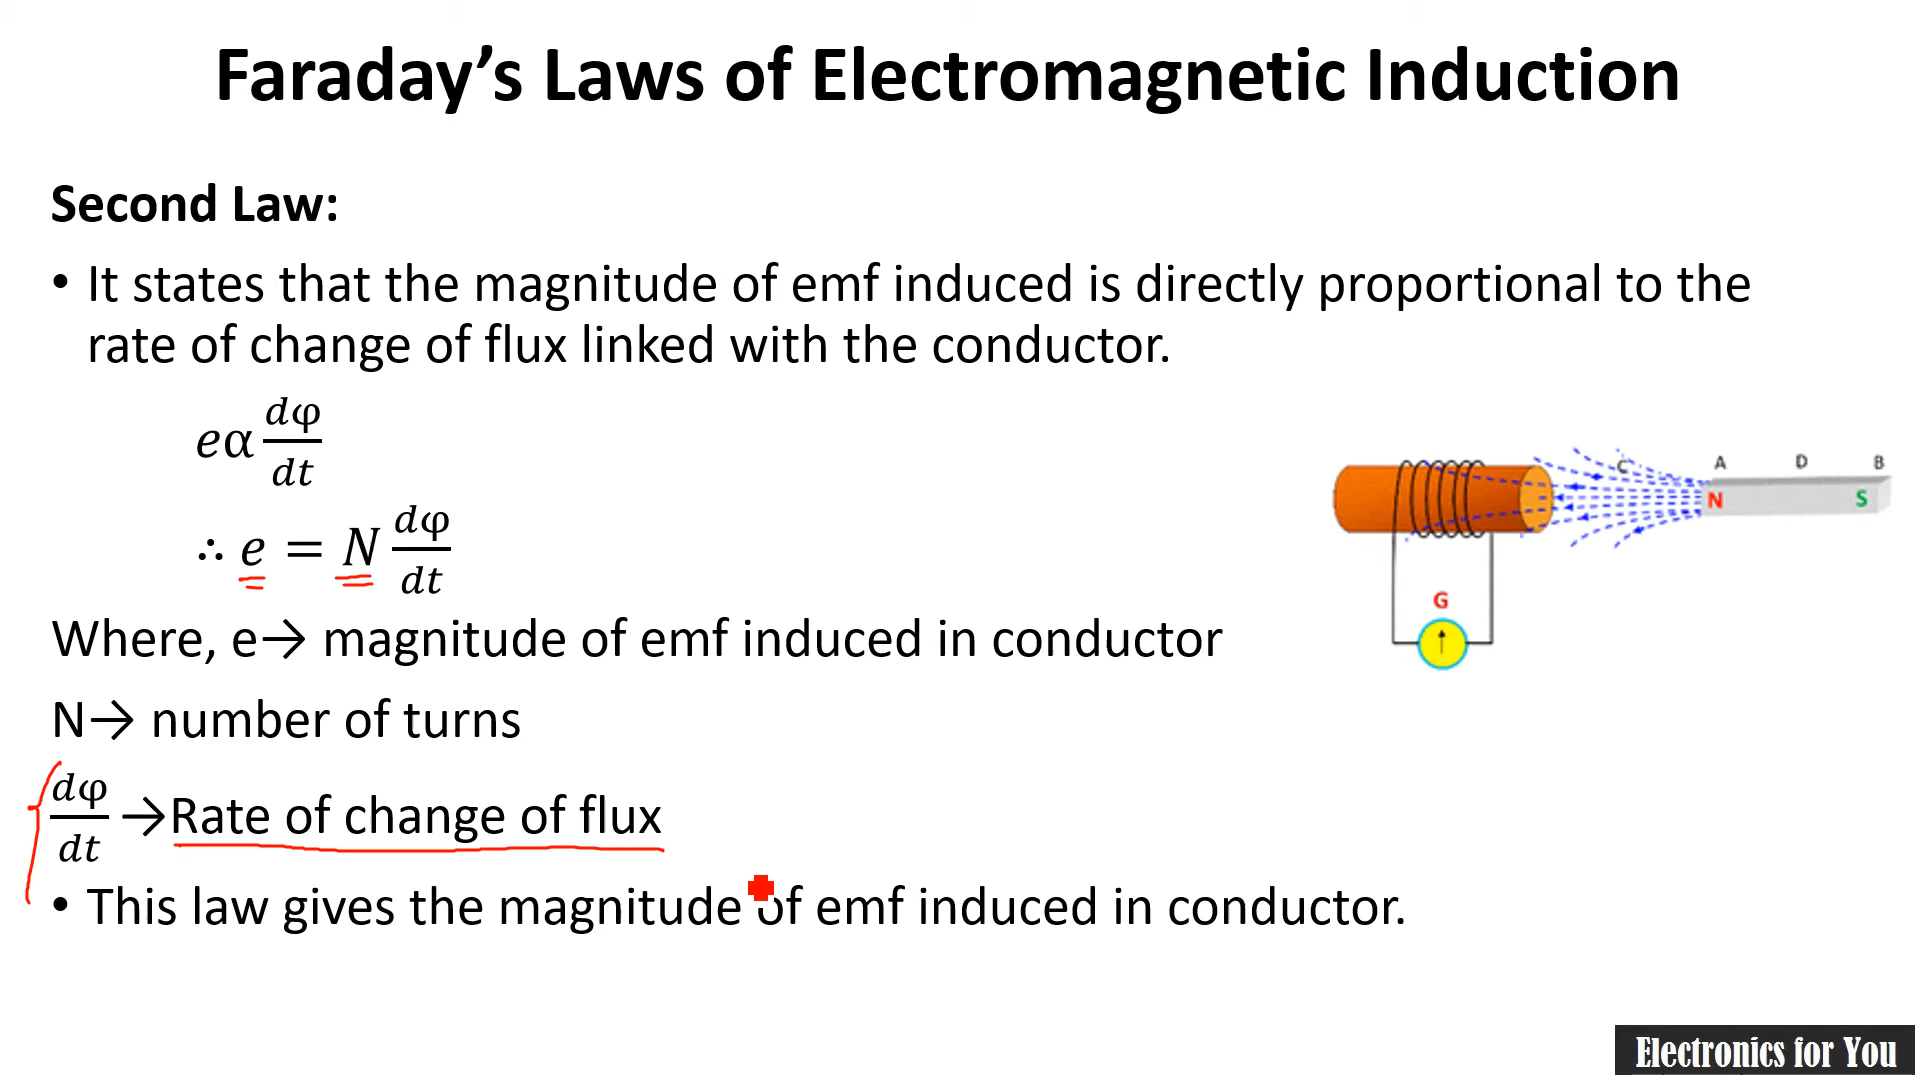 Faraday’s Laws of Electromagnetic Induction
Second Law:
• It states that the magnitude of emf induced is directly proportional to the
rate of change of flux linked with the conductor.
eα dφ/dt
∴ e = N dφ/dt
C A D B
N S
G
Where, e→ magnitude of emf induced in conductor
N→ number of turns
dφ/dt →Rate of change of flux
• This law gives the magnitude of emf induced in conductor.
Electronics for You